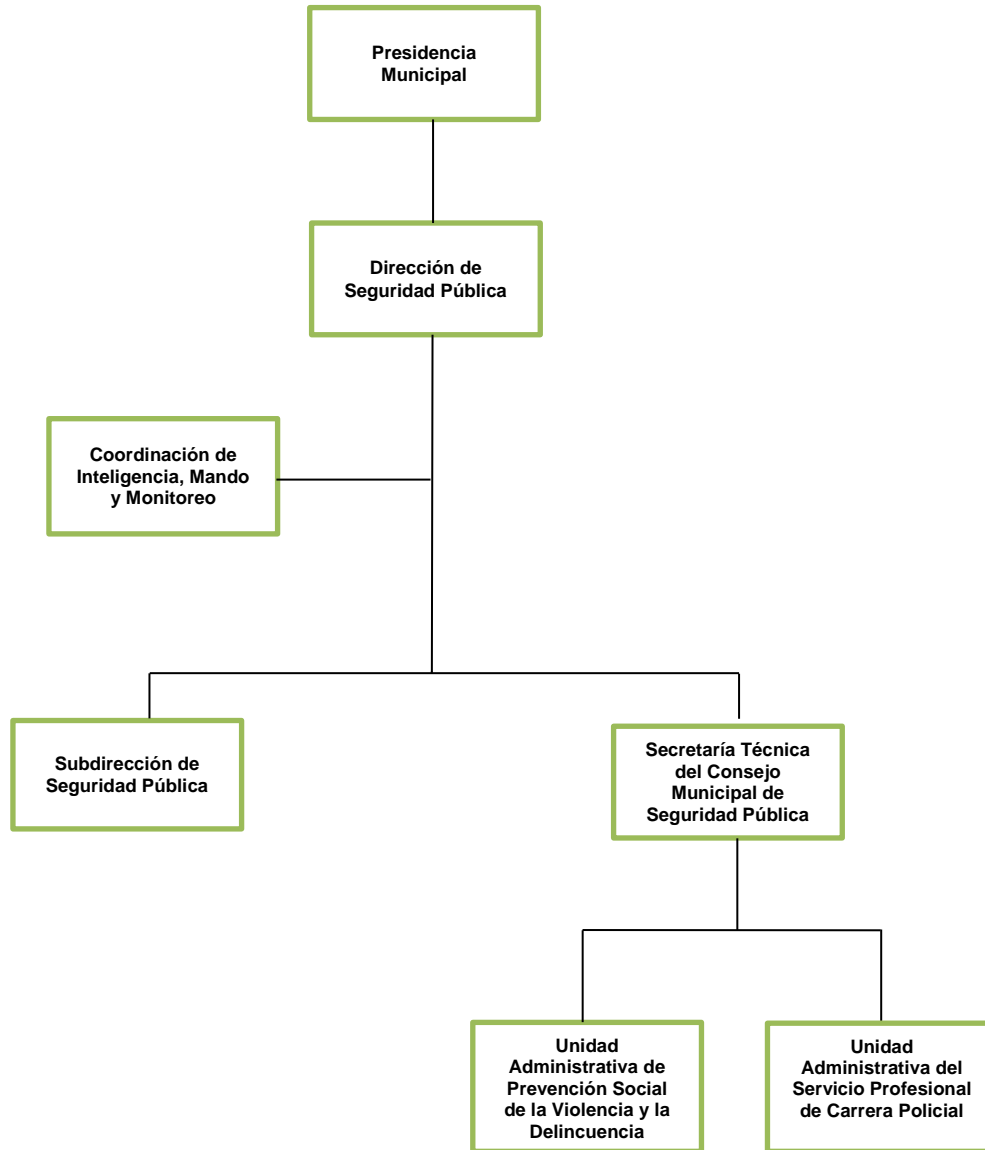 Presidencia
Municipal
Dirección de
Seguridad Pública
Coordinación de
Inteligencia, Mando
y Monitoreo
Subdirección de
Seguridad Pública
Secretaría Técnica
del Consejo
Municipal de
Seguridad Pública
Unidad
Administrativa de
Prevención Social
de la Violencia y la
Delincuencia
Unidad
Administrativa del
Servicio Profesional
de Carrera Policial